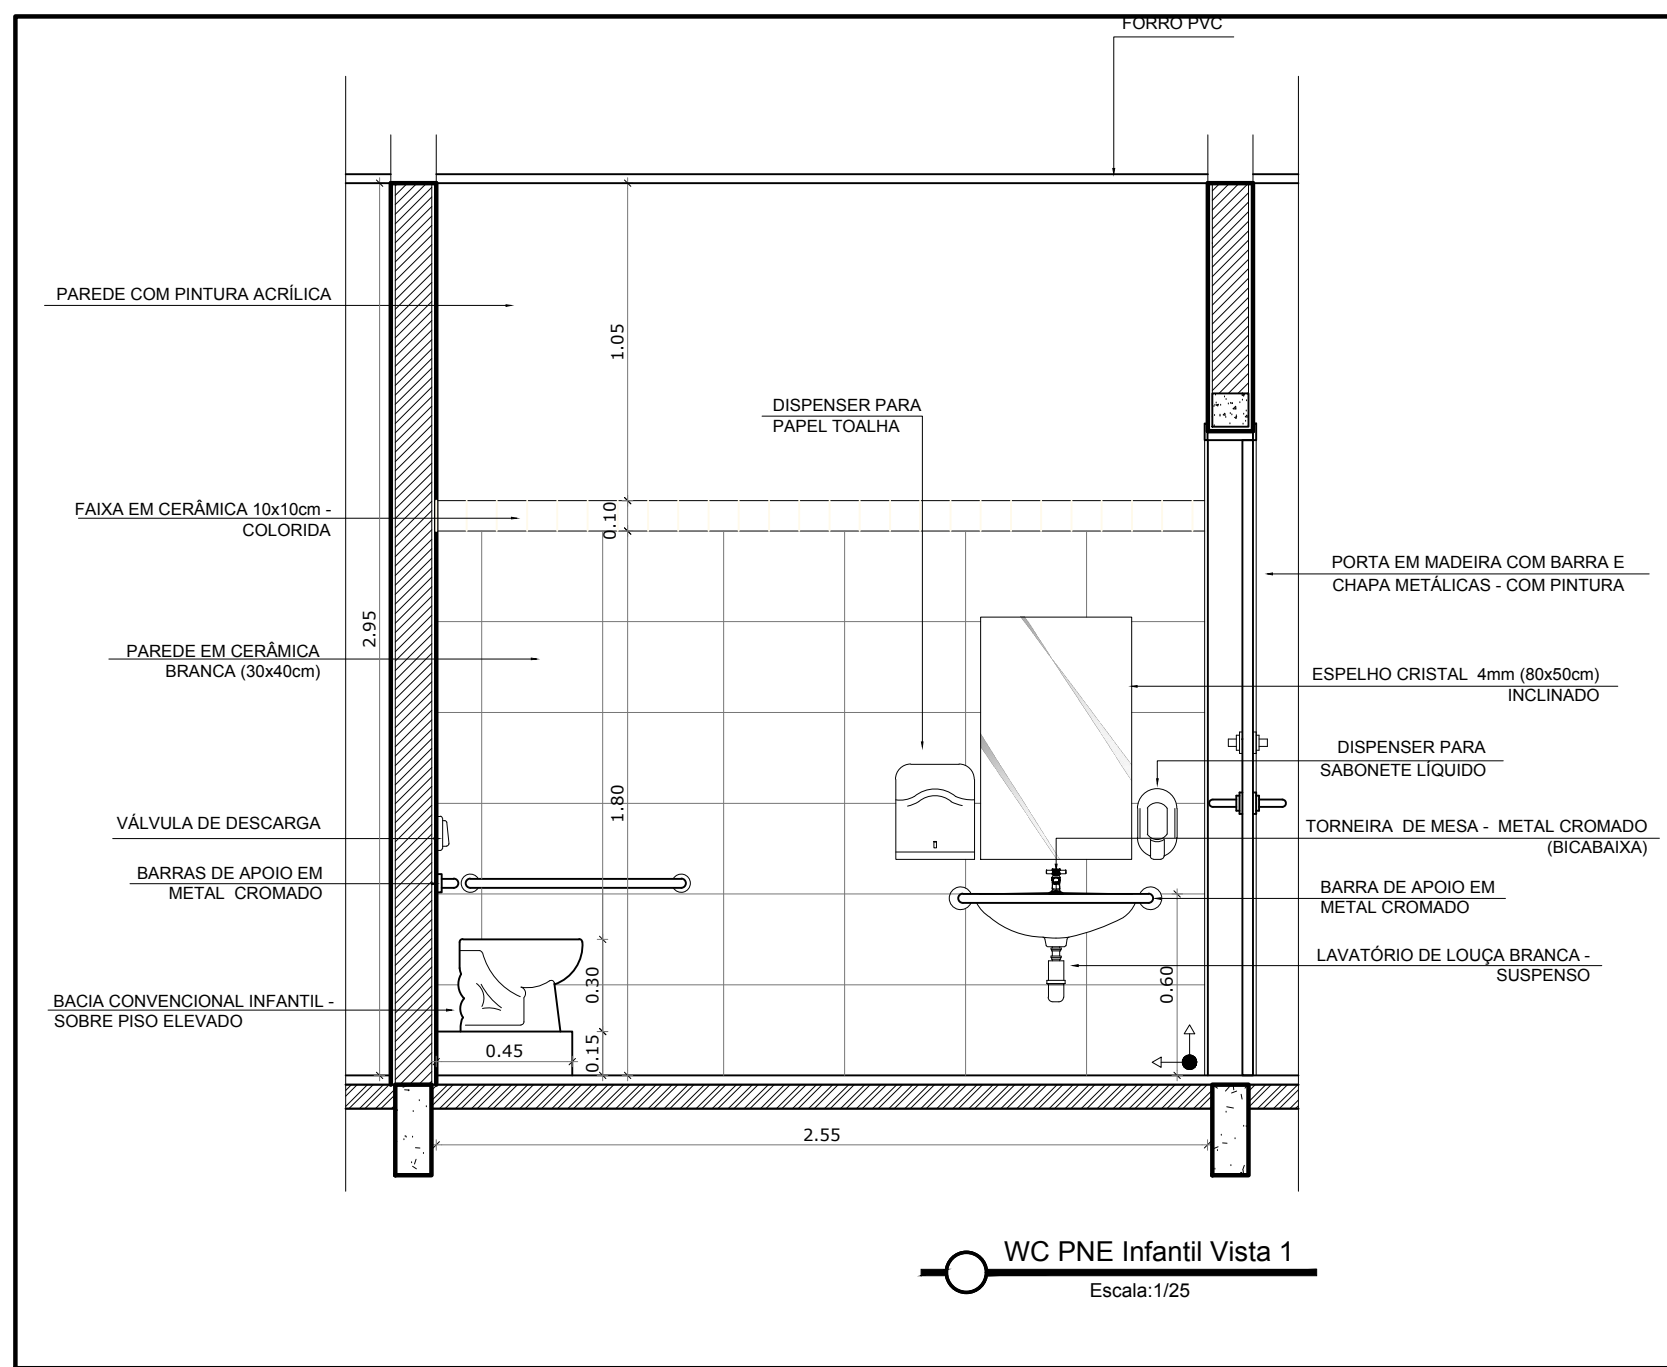 FORRO PVC
PAREDE COM PINTURA ACRÍLICA
1.05
DISPENSER PARA
PAPEL TOALHA
FAIXA EM CERÂMICA 10x10cm -
COLORIDA
0.10
PORTA EM MADEIRA COM BARRA E
CHAPA METÁLICAS - COM PINTURA
2.95
PAREDE EM CERÂMICA
BRANCA (30x40cm)
ESPELHO CRISTAL 4mm (80x50cm)
INCLINADO
DISPENSER PARA
SABONETE LÍQUIDO
1.80
VÁLVULA DE DESCARGA
TORNEIRA DE MESA - METAL CROMADO
(BICABAIXA)
BARRAS DE APOIO EM
METAL CROMADO
BARRA DE APOIO EM
METAL CROMADO
LAVATÓRIO DE LOUÇA BRANCA -
SUSPENSO
0.30
0.60
BACIA CONVENCIONAL INFANTIL -
SOBRE PISO ELEVADO
0.45
0.15
2.55
WC PNE Infantil Vista 1
Escala:1/25